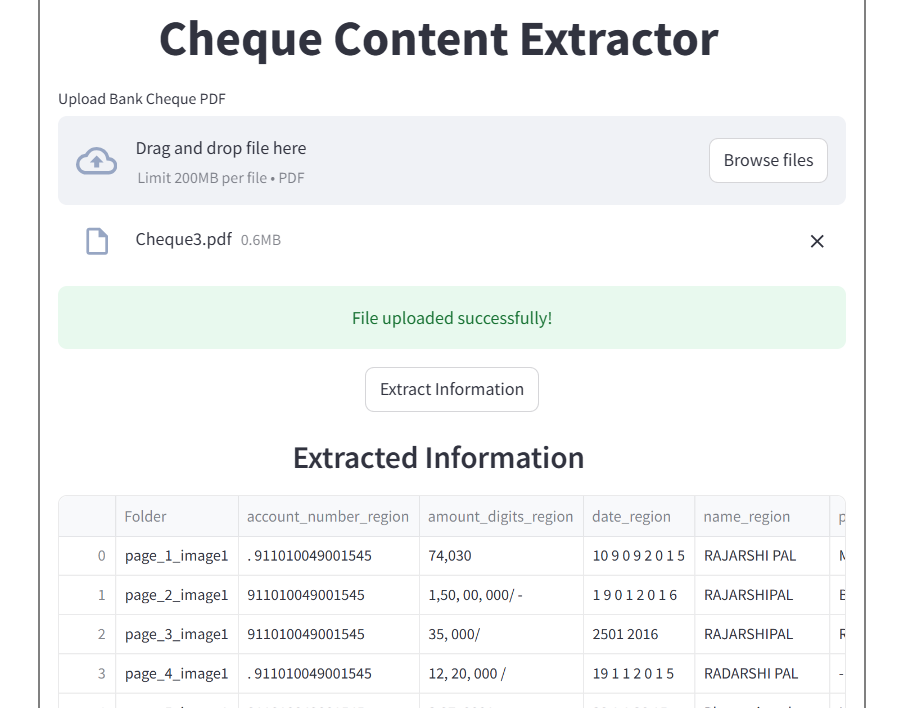 Cheque Content Extractor
Upload Bank Cheque PDF
Drag and drop file here
Limit 200MB per file • PDF
Browse files
Cheque3.pdf 0.6MB
File uploaded successfully!
Extract Information
Extracted Information
Folder account_number_region amount_digits_region date_region name_region
0 page_1_image1 . 911010049001545 74,030 1 0 9 0 9 2 0 1 5 RAJARSHI PAL
1 page_2_image1 911010049001545 1,50, 00, 000/ - 1 9 0 1 2 0 1 6 RAJARSHIPAL
2 page_3_image1 911010049001545 35, 000/ 2501 2016 RAJARSHIPAL
3 page_4_image1 . 911010049001545 12, 20, 000 / 19 1 1 2 0 1 5 RADARSHI PAL